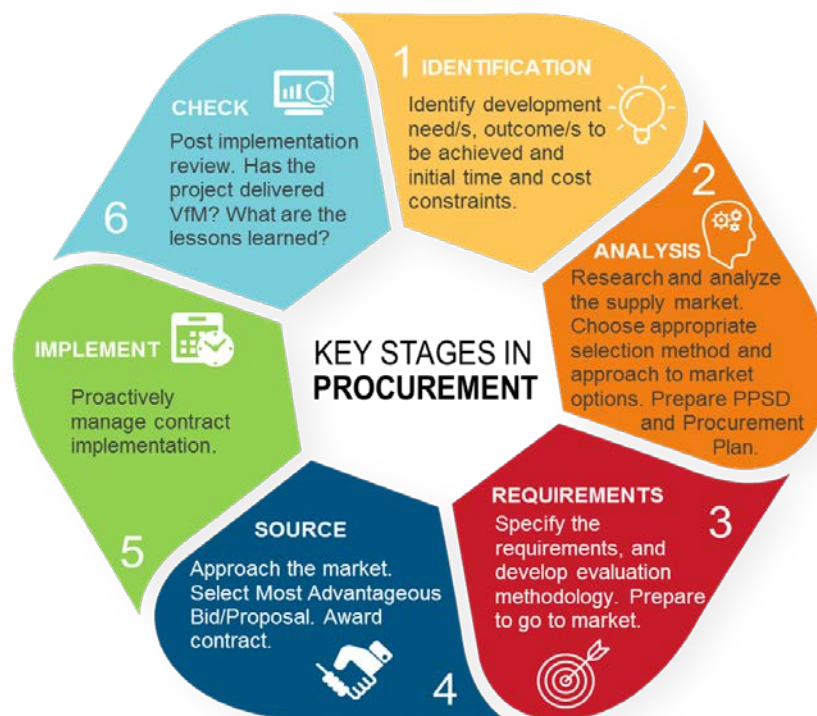 KEY STAGES IN
PROCUREMENT
1 IDENTIFICATION
Identify development
need/s, outcome/s to
be achieved and
initial time and cost
constraints.
2
ANALYSIS
Research and analyze
the supply market.
Choose appropriate
selection method and
approach to market
options. Prepare PPSD
and Procurement
Plan.
3
REQUIREMENTS
Specify the
requirements, and
develop evaluation
methodology. Prepare
to go to market.
4
SOURCE
Approach the market.
Select Most Advantageous
Bid/Proposal. Award
contract.
5
IMPLEMENT
Proactively
manage contract
implementation.
6
CHECK
Post implementation
review. Has the
project delivered
VfM? What are the
lessons learned?